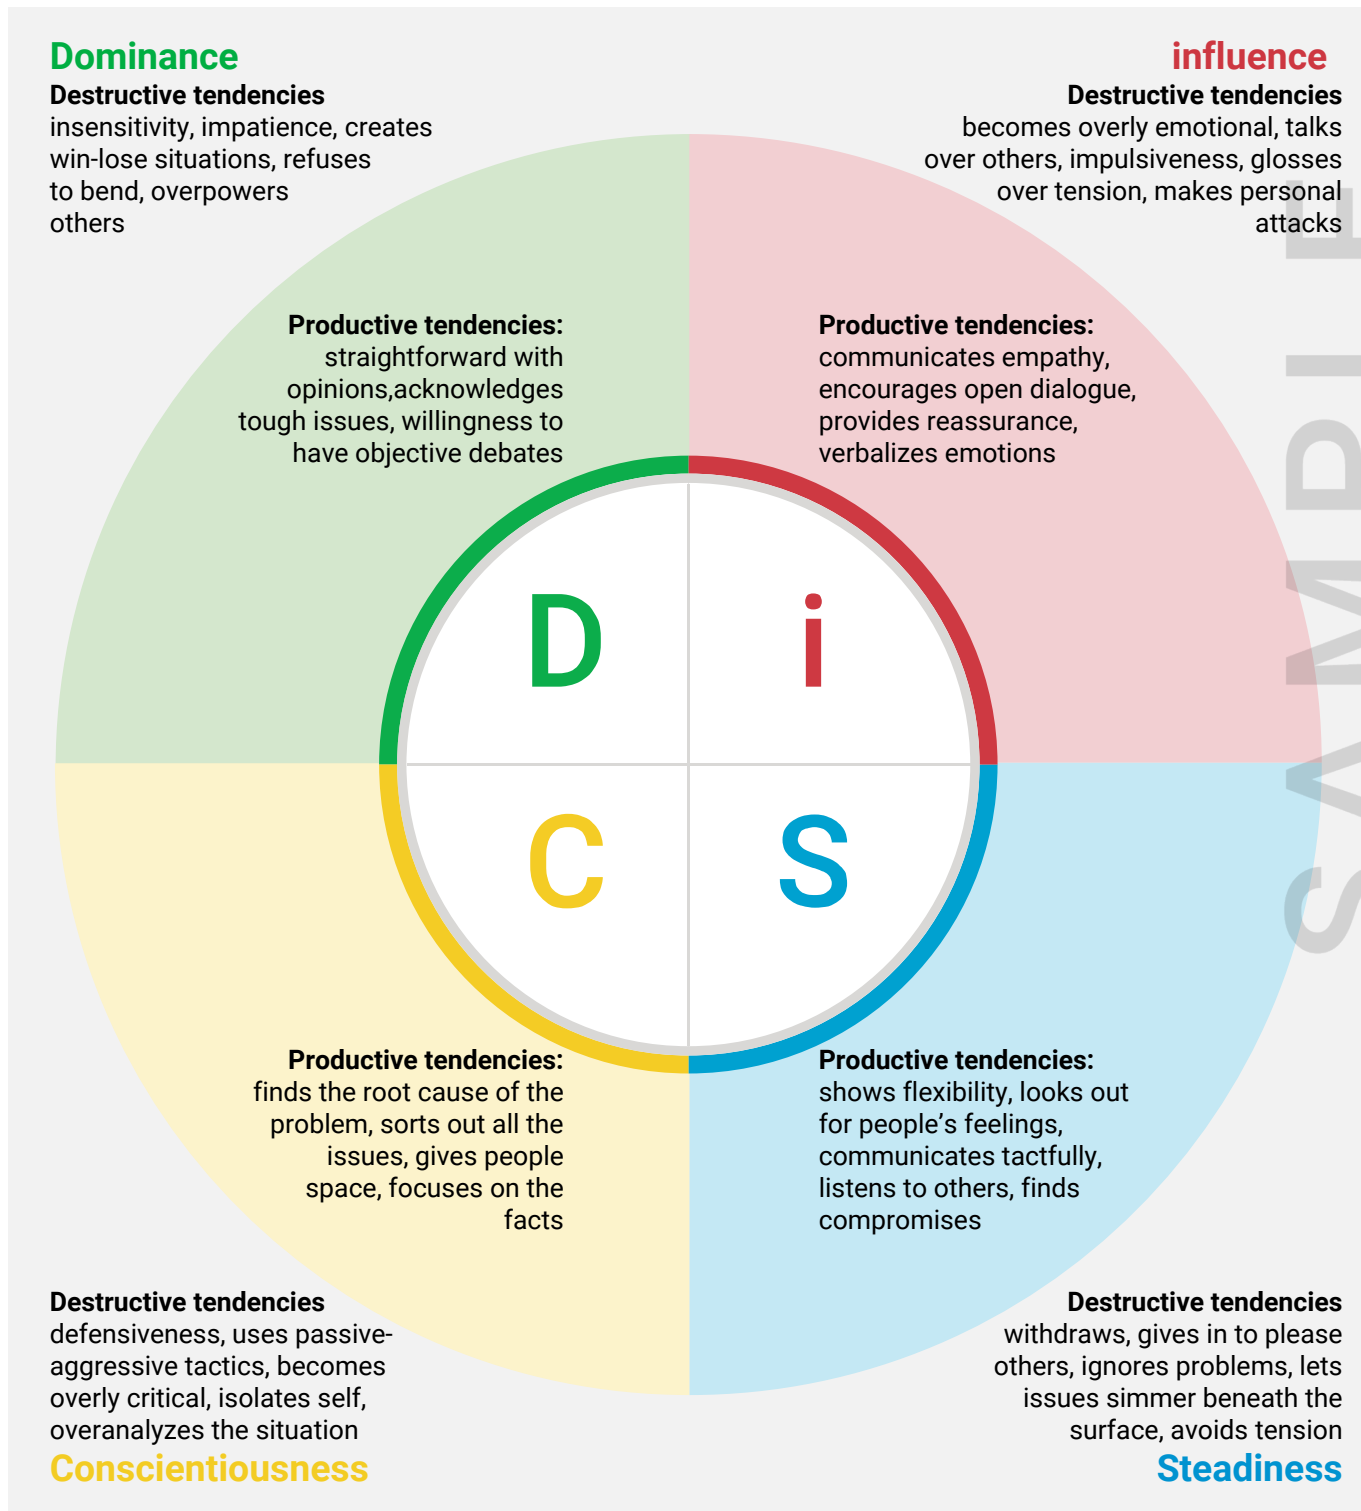 Dominance
Destructive tendencies
insensitivity, impatience, creates
win-lose situations, refuses
to bend, overpowers
others
influence
Destructive tendencies
becomes overly emotional, talks
over others, impulsiveness, glosses
over tension, makes personal
attacks
Productive tendencies:
straightforward with
opinions,acknowledges
tough issues, willingness to
have objective debates
Productive tendencies:
communicates empathy,
encourages open dialogue,
provides reassurance,
verbalizes emotions
D
i
C
S
Productive tendencies:
finds the root cause of the
problem, sorts out all the
issues, gives people
space, focuses on the
facts
Productive tendencies:
shows flexibility, looks out
for people’s feelings,
communicates tactfully,
listens to others, finds
compromises
Destructive tendencies
defensiveness, uses passive-
aggressive tactics, becomes
overly critical, isolates self,
overanalyzes the situation
Conscientiousness
Destructive tendencies
withdraws, gives in to please
others, ignores problems, lets
issues simmer beneath the
surface, avoids tension
Steadiness
SAMPLE